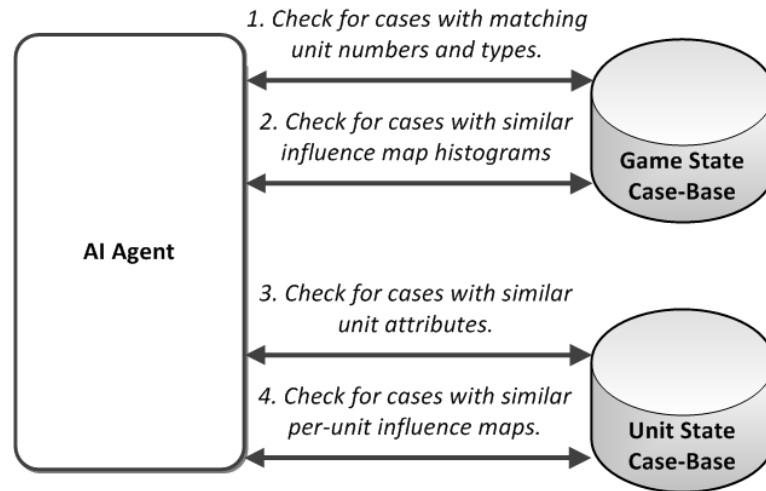 1. Check for cases with matching
unit numbers and types.
2. Check for cases with similar
influence map histograms
Game State
Case-Base
AI Agent
3. Check for cases with similar
unit attributes.
4. Check for cases with similar
per-unit influence maps.
Unit State
Case-Base